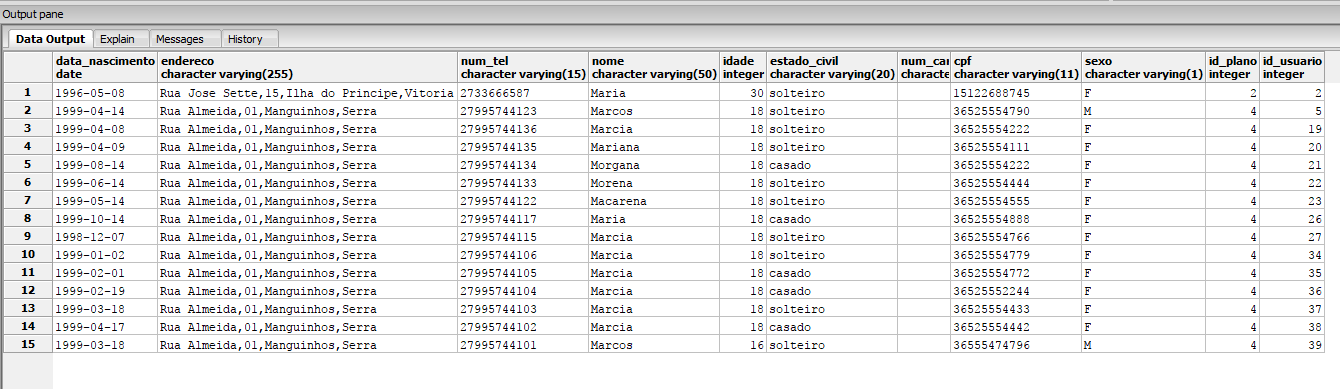 Output pane
Data Output Explain Messages History
data_nascimento endereco num_tel nome idade estado_civil num_car cpf sexo id_plano id_usuario
date character varying(255) character varying(15) character varying(50) integer character varying(20) characte character varying(11) character varying(1) integer integer
1 1996-05-08 Rua Jose Sette,15,Ilha do Principe,Vitoria 2733666587 Maria 30 solteiro 15122688745 F 2 2
2 1999-04-14 Rua Almeida,01,Manguinhos,Serra 27995744123 Marcos 18 solteiro 36525554790 M 4 5
3 1999-04-08 Rua Almeida,01,Manguinhos,Serra 27995744136 Marcia 18 solteiro 36525554222 F 4 19
4 1999-04-09 Rua Almeida,01,Manguinhos,Serra 27995744135 Mariana 18 solteiro 36525554111 F 4 20
5 1999-08-14 Rua Almeida,01,Manguinhos,Serra 27995744134 Morgana 18 casado 36525554222 F 4 21
6 1999-06-14 Rua Almeida,01,Manguinhos,Serra 27995744133 Morena 18 solteiro 36525554444 F 4 22
7 1999-05-14 Rua Almeida,01,Manguinhos,Serra 27995744122 Macarena 18 solteiro 36525554555 F 4 23
8 1999-10-14 Rua Almeida,01,Manguinhos,Serra 27995744117 Maria 18 casado 36525554888 F 4 26
9 1998-12-07 Rua Almeida,01,Manguinhos,Serra 27995744115 Marcia 18 solteiro 36525554766 F 4 27
10 1999-01-02 Rua Almeida,01,Manguinhos,Serra 27995744106 Marcia 18 solteiro 36525554779 F 4 34
11 1999-02-01 Rua Almeida,01,Manguinhos,Serra 27995744105 Marcia 18 casado 36525554772 F 4 35
12 1999-02-19 Rua Almeida,01,Manguinhos,Serra 27995744104 Marcia 18 casado 36525552244 F 4 36
13 1999-03-18 Rua Almeida,01,Manguinhos,Serra 27995744103 Marcia 18 solteiro 36525554433 F 4 37
14 1999-04-17 Rua Almeida,01,Manguinhos,Serra 27995744102 Marcia 18 casado 36525554442 F 4 38
15 1999-03-18 Rua Almeida,01,Manguinhos,Serra 27995744101 Marcos 16 solteiro 36555474796 M 4 39